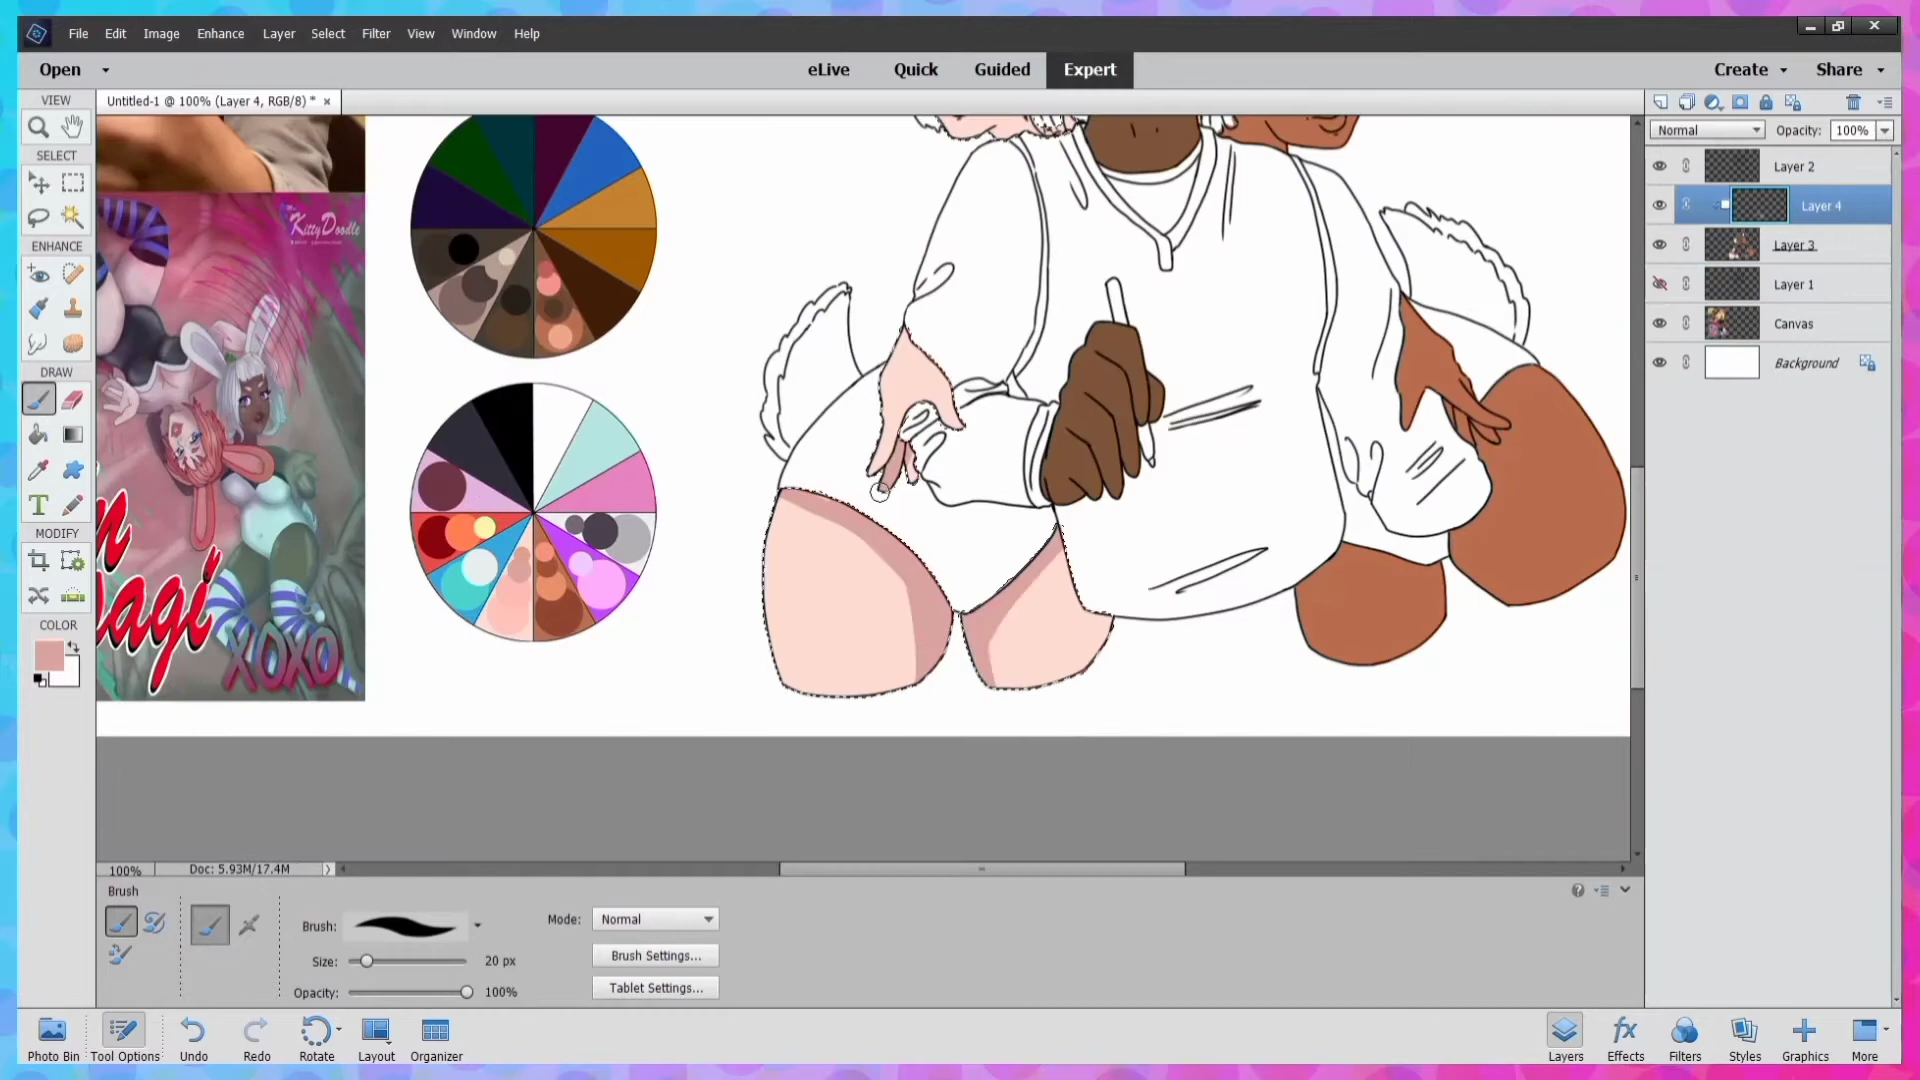 File Edit Image Enhance Layer Select Filter View Window Help
Open eLive Quick Guided Expert Create Share
VIEW
Untitled-1 @ 100% (Layer 4, RGB/8) * ×
Normal Opacity: 100%
SELECT
Layer 2
Layer 4
KittyDoodle
ENHANCE
Layer 3
Layer 1
Canvas
DRAW
Background
T
MODIFY
XOXO
COLOR
100% Doc: 5.93M/17.4M
Brush
Brush: Mode: Normal
Size: 20 px Brush Settings...
Opacity: 100% Tablet Settings...
Photo Bin Tool Options Undo Redo Rotate Layout Organizer fx Layers Effects Filters Styles Graphics More